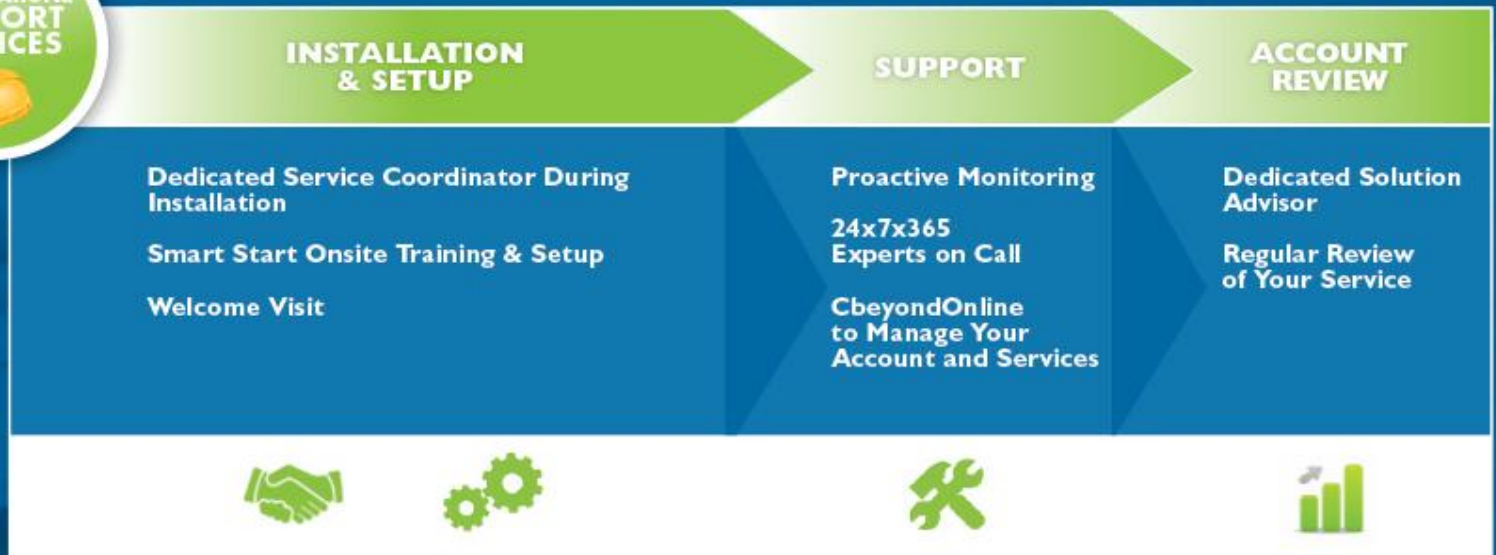 INSTALLATION
& SETUP
SUPPORT
ACCOUNT
REVIEW
Dedicated Service Coordinator During
Installation
Smart Start Onsite Training & Setup
Welcome Visit
Proactive Monitoring
24x7x365
Experts on Call
CbeyondOnline
to Manage Your
Account and Services
Dedicated Solution
Advisor
Regular Review
of Your Service